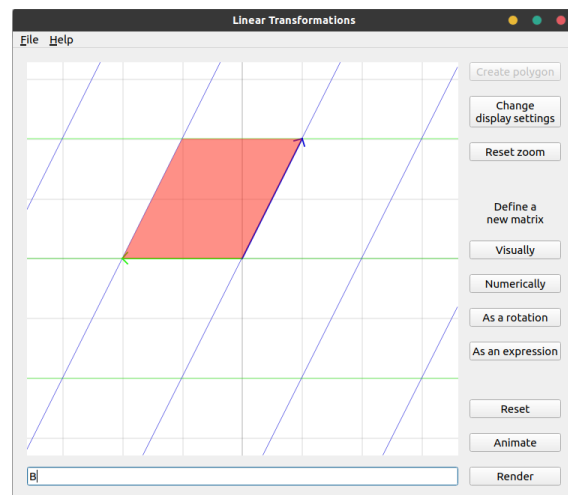 Linear Transformations
File Help
Create polygon
Change
display settings
Reset zoom
Define a
new matrix
Visually
Numerically
As a rotation
As an expression
Reset
Animate
B
Render